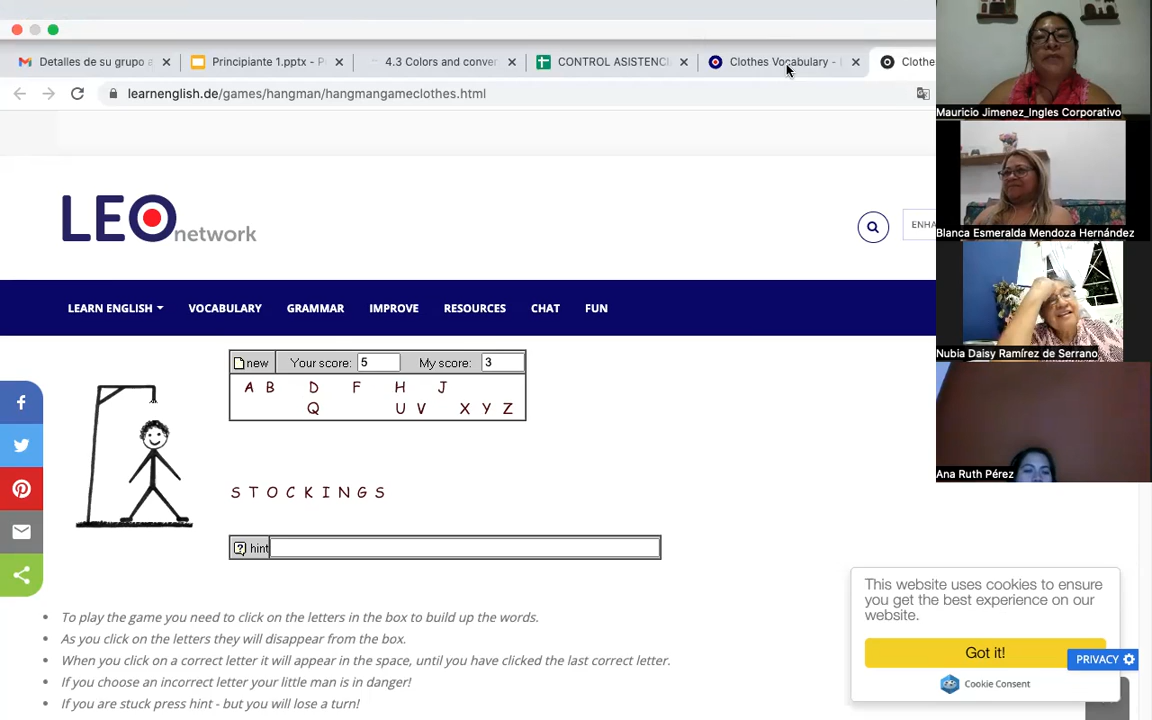 Detalles de su grupo a
Principiante 1.pptx - P
4.3 Colors and conver
CONTROL ASISTENCI
Clothes Vocabulary -
Clothe
learnenglish.de/games/hangman/hangmangameclothes.html
LEO
network
ENHA
LEARN ENGLISH
VOCABULARY
GRAMMAR
IMPROVE
RESOURCES
CHAT
FUN
new Your score: 5 My score: 3
A B D F H J
Q U V X Y Z
S T O C K I N G S
? hint
To play the game you need to click on the letters in the box to build up the words.
As you click on the letters they will disappear from the box.
When you click on a correct letter it will appear in the space, until you have clicked the last correct letter.
If you choose an incorrect letter your little man is in danger!
If you are stuck press hint - but you will lose a turn!
This website uses cookies to ensure
you get the best experience on our
website.
Got it!
PRIVACY
Cookie Consent
Mauricio Jimenez_Ingles Corporativo
Blanca Esmeralda Mendoza Hernández
Nubia Daisy Ramírez de Serrano
Ana Ruth Pérez